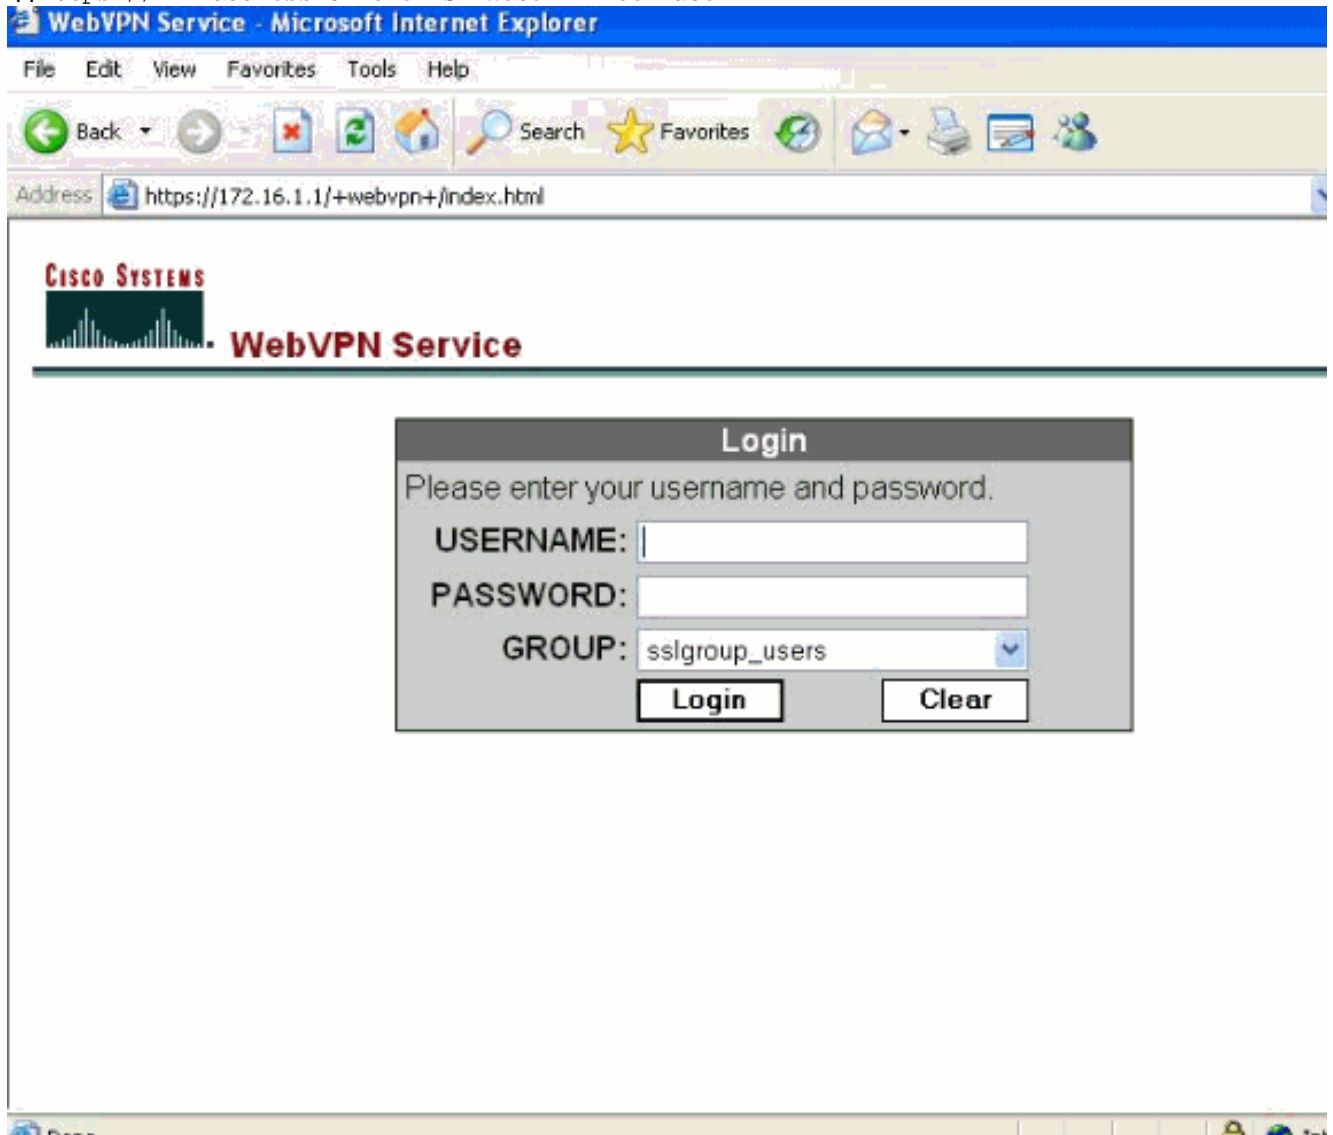 WebVPN Service - Microsoft Internet Explorer
File Edit View Favorites Tools Help
Back Search Favorites
Address https://172.16.1.1/+webvpn+/index.html
CISCO SYSTEMS
WebVPN Service
Login
Please enter your username and password.
USERNAME:
PASSWORD:
GROUP: sslgroup_users
Login Clear